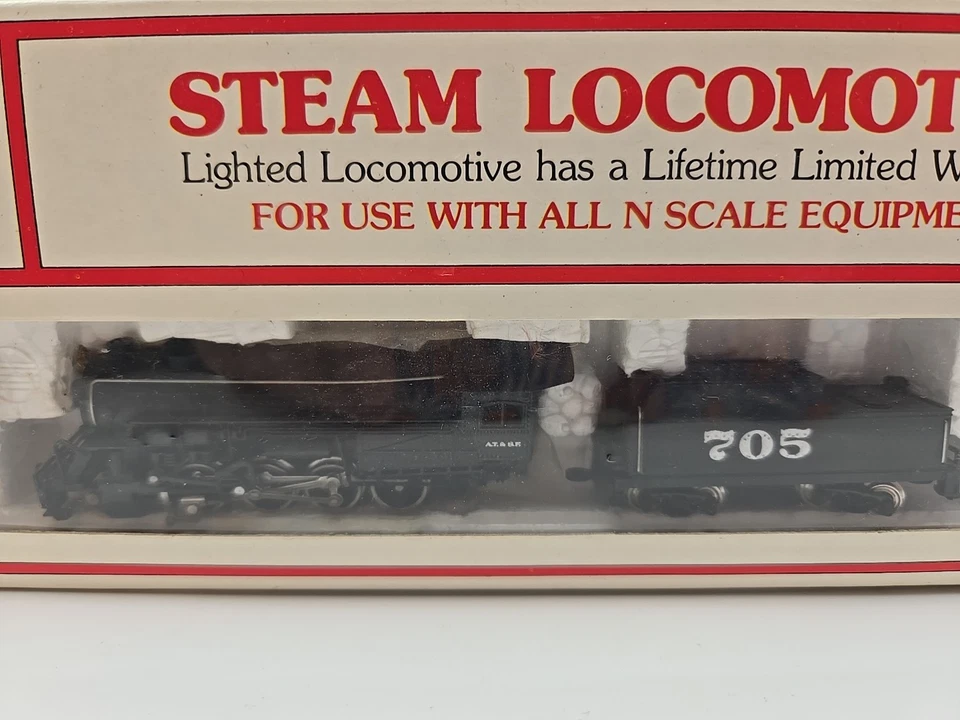 STEAM LOCOMOT
Lighted Locomotive has a Lifetime Limited W
FOR USE WITH ALL N SCALE EQUIPME
A.T. & S.F.
705